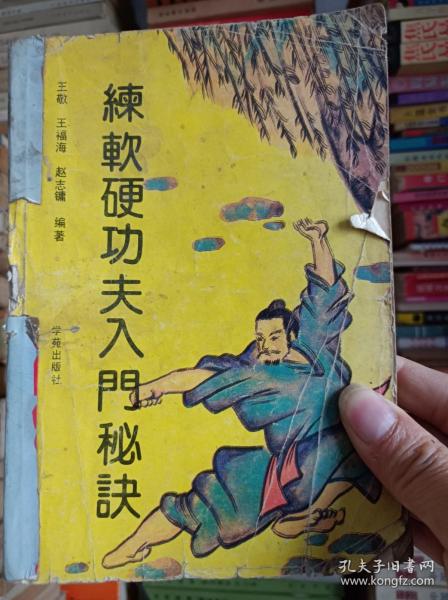 練軟硬功夫入門秘訣
王敬 王福海 赵志镛 编著
学苑出版社
孔夫子旧书网
www.kongfz.com